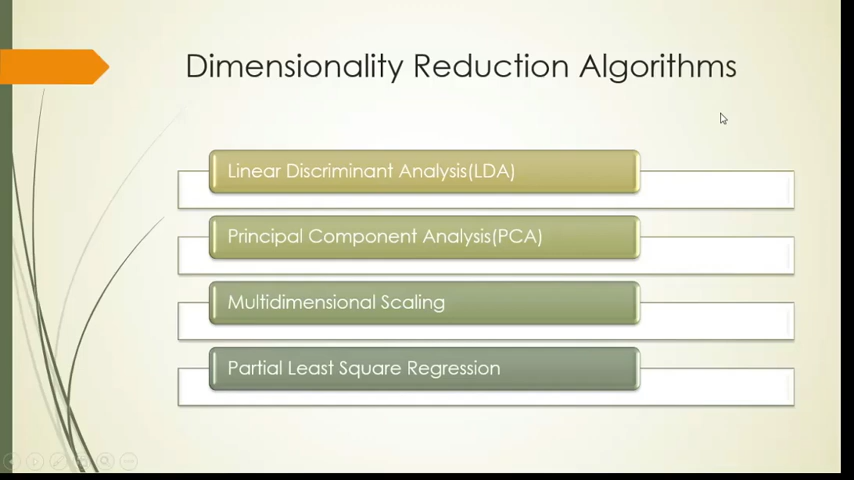 Dimensionality Reduction Algorithms
Linear Discriminant Analysis(LDA)
Principal Component Analysis(PCA)
Multidimensional Scaling
Partial Least Square Regression